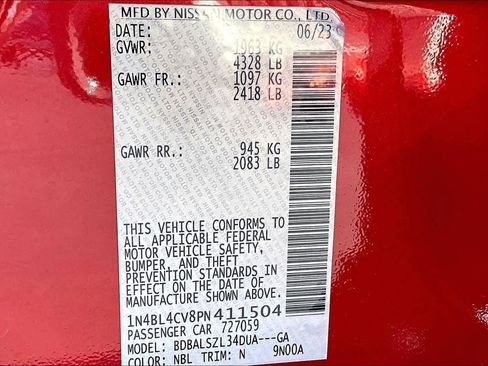 MFD BY NISSAN MOTOR CO., LTD.
DATE: 06/23
GVWR: 1963 KG
4328 LB
GAWR FR.: 1097 KG
2418 LB
GAWR RR.: 945 KG
2083 LB
THIS VEHICLE CONFORMS TO
ALL APPLICABLE FEDERAL
MOTOR VEHICLE SAFETY,
BUMPER, AND THEFT
PREVENTION STANDARDS IN
EFFECT ON THE DATE OF
MANUFACTURE SHOWN ABOVE.
1N4BL4CV8PN411504
PASSENGER CAR 727059
MODEL: BDBALSZL34DUA---GA
COLOR: NBL TRIM: N 9N00A